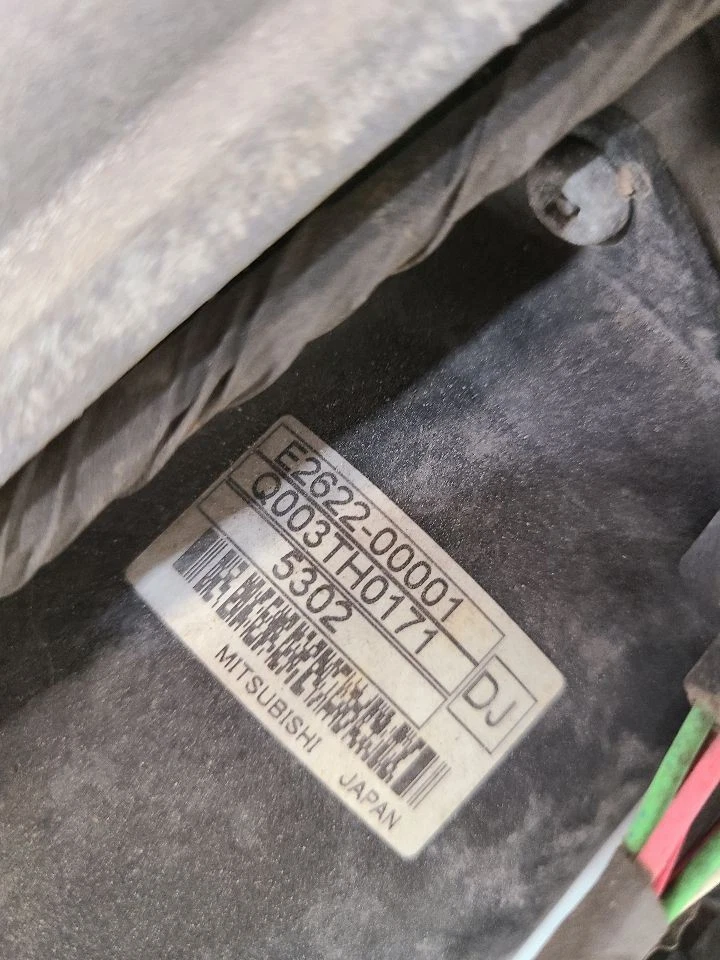 E2622-00001
Q003TH0171
5302
DJ
MITSUBISHI JAPAN